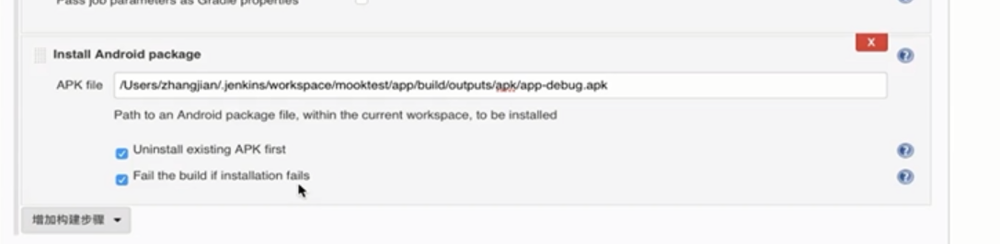 Pass job parameters as Gradle properties
Install Android package
X
APK file
/Users/zhangjian/.jenkins/workspace/mooktest/app/build/outputs/apk/app-debug.apk
Path to an Android package file, within the current workspace, to be installed
Uninstall existing APK first
Fail the build if installation fails
增加构建步骤